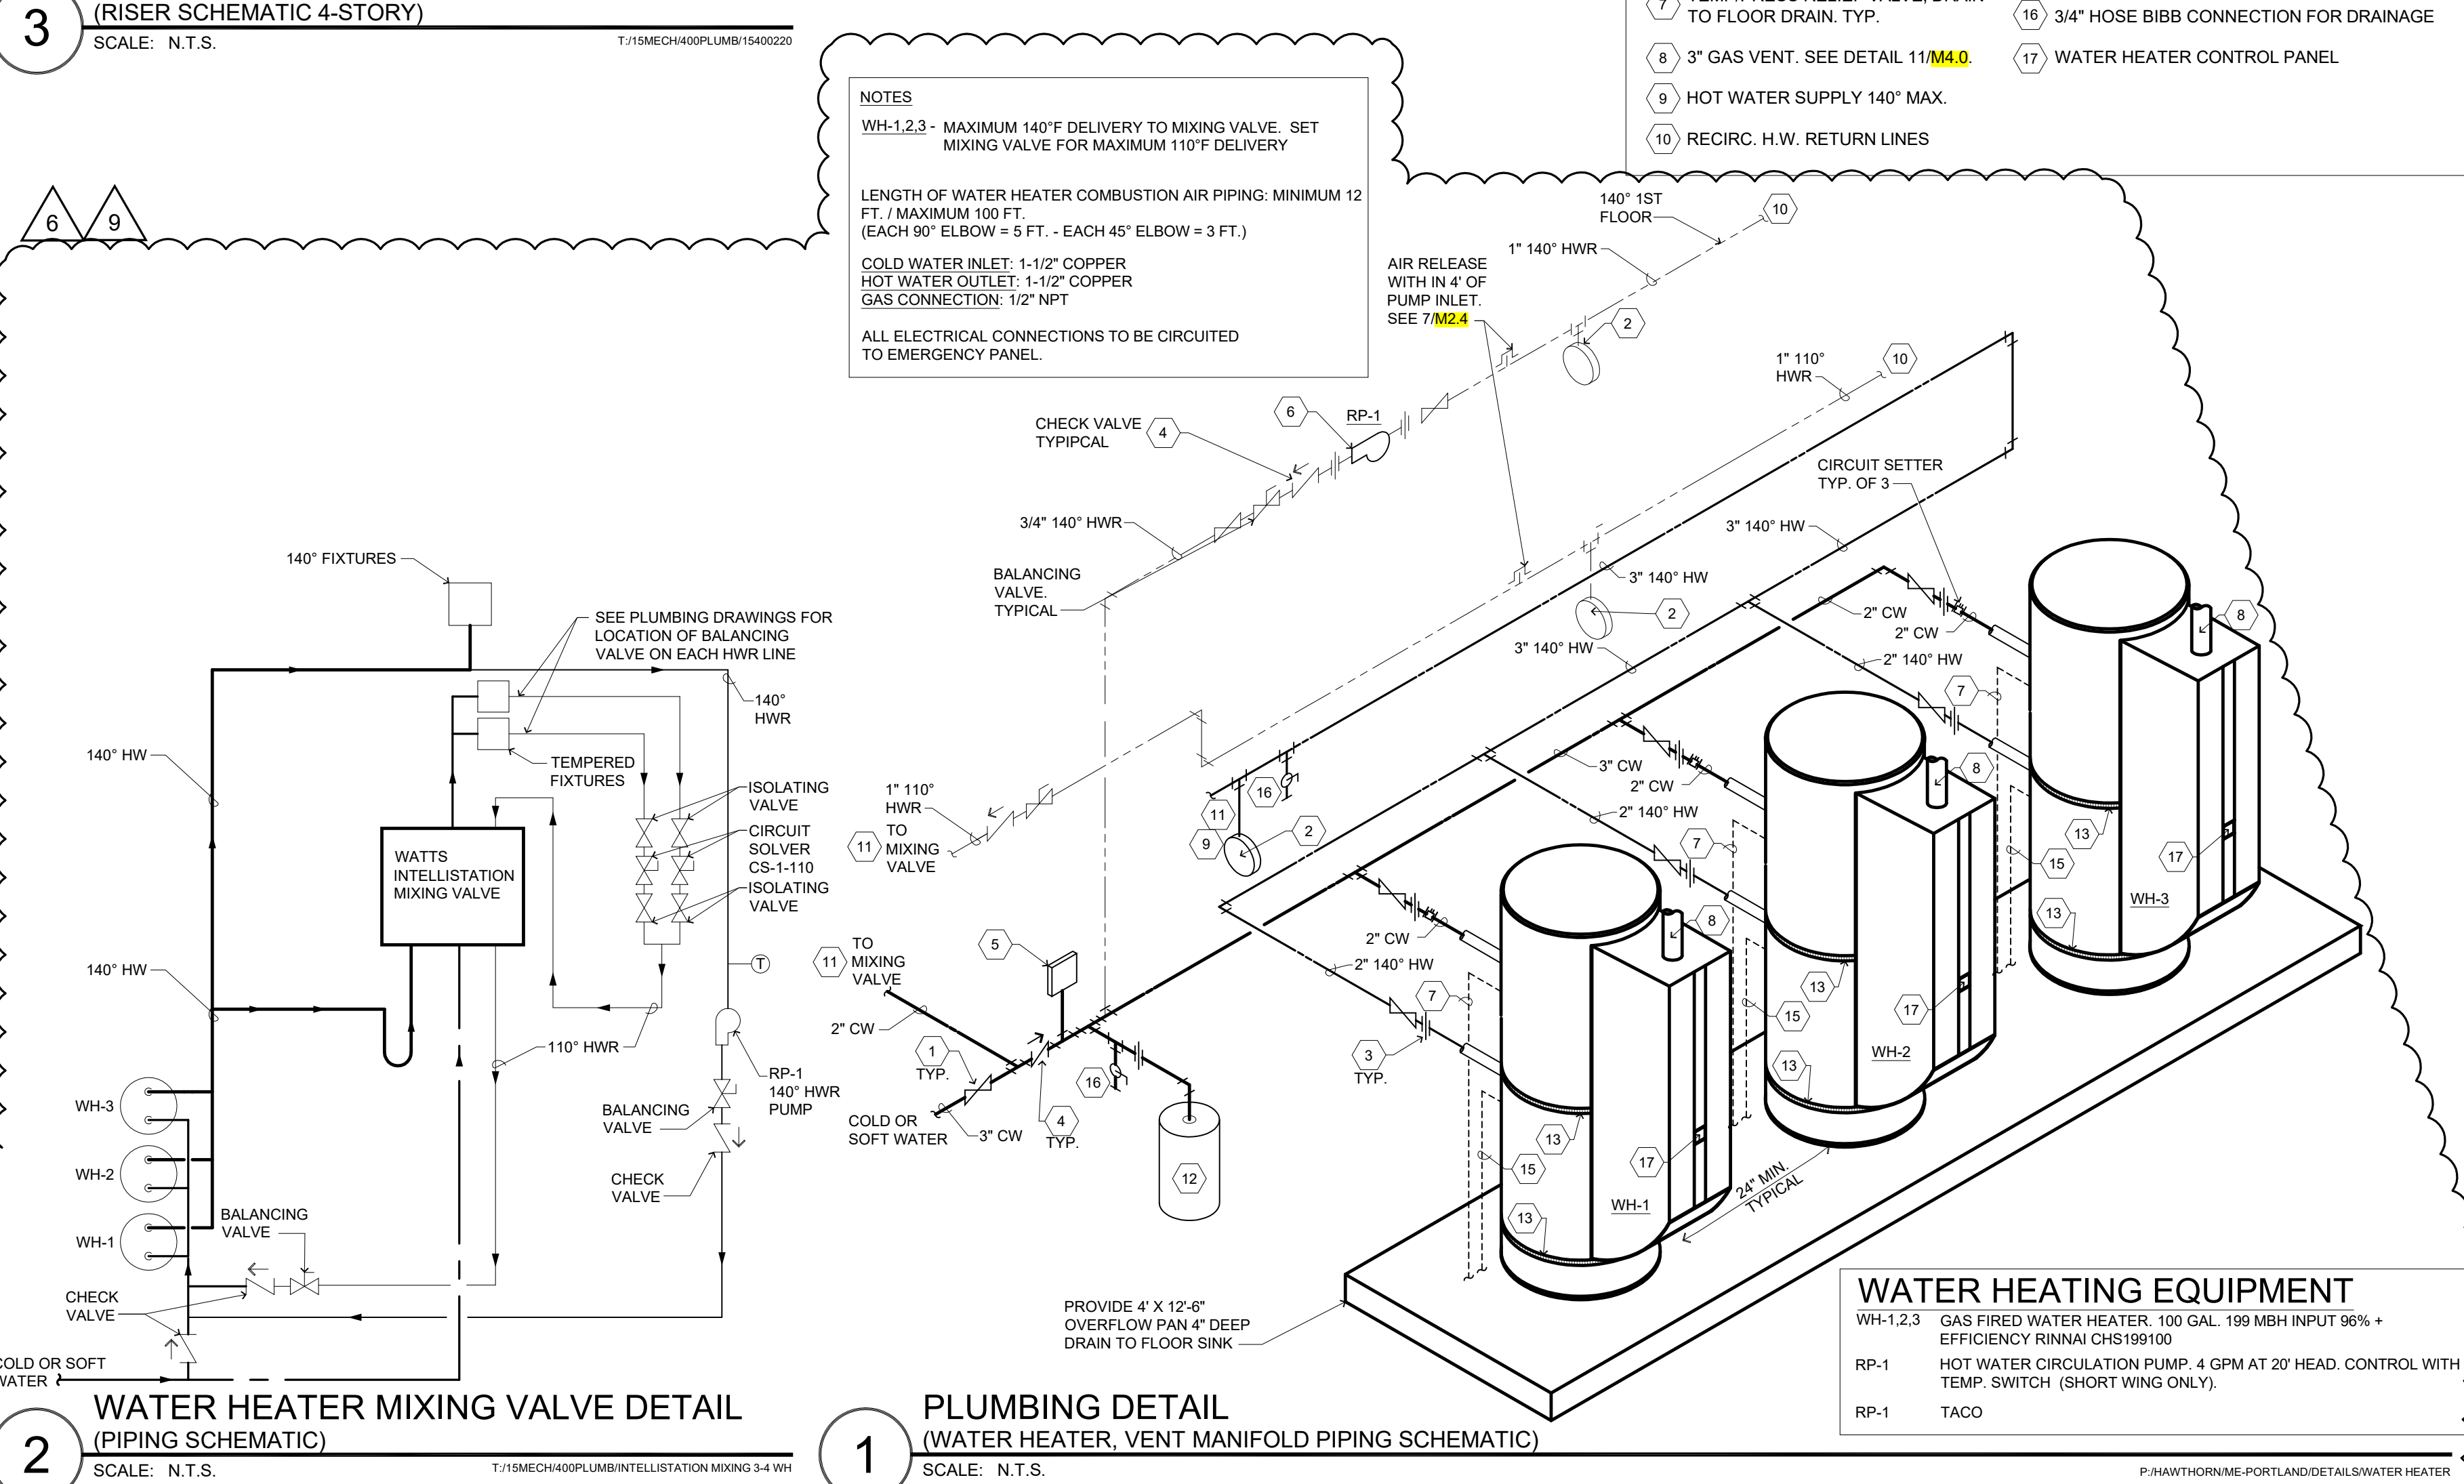 3
(RISER SCHEMATIC 4-STORY)
SCALE: N.T.S.
T:/15MECH/400PLUMB/15400220
7
TO FLOOR DRAIN. TYP.
8
3" GAS VENT. SEE DETAIL 11/M4.0.
9
HOT WATER SUPPLY 140° MAX.
10
RECIRC. H.W. RETURN LINES
16
3/4" HOSE BIBB CONNECTION FOR DRAINAGE
17
WATER HEATER CONTROL PANEL
NOTES
WH-1,2,3 - MAXIMUM 140°F DELIVERY TO MIXING VALVE. SET
MIXING VALVE FOR MAXIMUM 110°F DELIVERY
LENGTH OF WATER HEATER COMBUSTION AIR PIPING: MINIMUM 12
FT. / MAXIMUM 100 FT.
(EACH 90° ELBOW = 5 FT. - EACH 45° ELBOW = 3 FT.)
COLD WATER INLET: 1-1/2" COPPER
HOT WATER OUTLET: 1-1/2" COPPER
GAS CONNECTION: 1/2" NPT
ALL ELECTRICAL CONNECTIONS TO BE CIRCUITED
TO EMERGENCY PANEL.
6
9
140° FIXTURES
SEE PLUMBING DRAWINGS FOR
LOCATION OF BALANCING
VALVE ON EACH HWR LINE
140°
HWR
140° HW
TEMPERED
FIXTURES
ISOLATING
VALVE
CIRCUIT
SOLVER
CS-1-110
ISOLATING
VALVE
WATTS
INTELLISTATION
MIXING VALVE
140° HW
T
110° HWR
RP-1
140° HWR
PUMP
BALANCING
VALVE
CHECK
VALVE
WH-3
WH-2
WH-1
BALANCING
VALVE
CHECK
VALVE
COLD OR SOFT
WATER
2
WATER HEATER MIXING VALVE DETAIL
(PIPING SCHEMATIC)
SCALE: N.T.S.
T:/15MECH/400PLUMB/INTELLISTATION MIXING 3-4 WH
140° 1ST
FLOOR
10
1" 140° HWR
AIR RELEASE
WITH IN 4' OF
PUMP INLET.
SEE 7/M2.4
2
1" 110°
HWR
10
6
RP-1
CHECK VALVE
TYPIPCAL
4
CIRCUIT SETTER
TYP. OF 3
3/4" 140° HWR
3" 140° HW
BALANCING
VALVE.
TYPICAL
3" 140° HW
2
3" 140° HW
2" CW
2" CW
8
2" 140° HW
7
3" CW
2" CW
8
2" 140° HW
1" 110°
HWR
11
TO
MIXING
VALVE
16
11
9
2
7
13
15
17
WH-3
13
8
2" CW
2" 140° HW
7
13
17
15
WH-2
13
11
TO
MIXING
VALVE
5
2" CW
1
TYP.
16
3
TYP.
COLD OR
SOFT WATER
3" CW
4
TYP.
12
13
15
17
WH-1
13
24" MIN.
TYPICAL
PROVIDE 4' X 12'-6"
OVERFLOW PAN 4" DEEP
DRAIN TO FLOOR SINK
WATER HEATING EQUIPMENT
WH-1,2,3 GAS FIRED WATER HEATER. 100 GAL. 199 MBH INPUT 96% +
EFFICIENCY RINNAI CHS199100
RP-1 HOT WATER CIRCULATION PUMP. 4 GPM AT 20' HEAD. CONTROL WITH
TEMP. SWITCH (SHORT WING ONLY).
RP-1 TACO
1
PLUMBING DETAIL
(WATER HEATER, VENT MANIFOLD PIPING SCHEMATIC)
SCALE: N.T.S.
P:/HAWTHORN/ME-PORTLAND/DETAILS/WATER HEATER